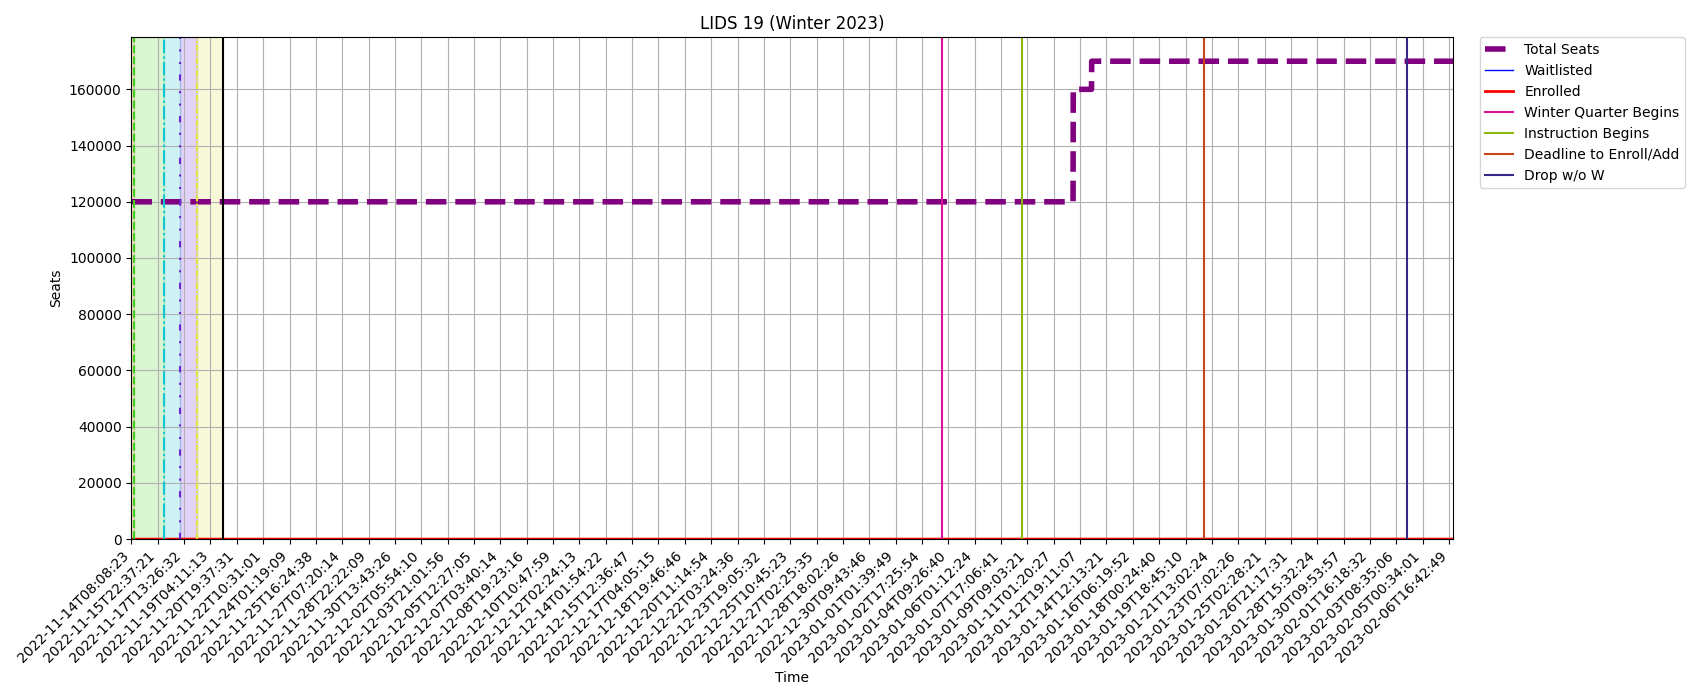 LIDS 19 (Winter 2023)
Total Seats
Waitlisted
Enrolled
Winter Quarter Begins
Instruction Begins
Deadline to Enroll/Add
Drop w/o W
Seats
160000
140000
120000
100000
80000
60000
40000
20000
0
2022-11-14T08:08:23
2022-11-15T22:37:21
2022-11-17T13:26:32
2022-11-19T04:11:13
2022-11-20T19:37:31
2022-11-22T10:31:01
2022-11-24T01:19:09
2022-11-25T16:24:38
2022-11-27T07:20:14
2022-11-28T22:22:09
2022-11-30T13:43:26
2022-12-02T05:54:10
2022-12-03T21:01:56
2022-12-05T12:27:05
2022-12-07T03:40:14
2022-12-08T19:23:16
2022-12-10T10:47:59
2022-12-12T02:24:13
2022-12-14T01:54:22
2022-12-15T12:36:47
2022-12-17T04:05:15
2022-12-18T19:46:46
2022-12-20T11:14:54
2022-12-22T03:24:36
2022-12-23T19:05:32
2022-12-25T10:45:23
2022-12-27T02:25:35
2022-12-28T18:02:26
2022-12-30T09:43:46
2023-01-01T01:39:49
2023-01-02T17:25:54
2023-01-04T09:26:40
2023-01-06T01:12:24
2023-01-07T17:06:41
2023-01-09T09:03:21
2023-01-11T01:20:27
2023-01-12T19:11:07
2023-01-14T12:13:21
2023-01-16T06:19:52
2023-01-18T00:24:40
2023-01-19T18:45:10
2023-01-21T13:02:24
2023-01-23T07:02:26
2023-01-25T02:28:21
2023-01-26T21:17:31
2023-01-28T15:32:24
2023-01-30T09:53:57
2023-02-01T16:18:32
2023-02-03T08:35:06
2023-02-05T00:34:01
2023-02-06T16:42:49
Time